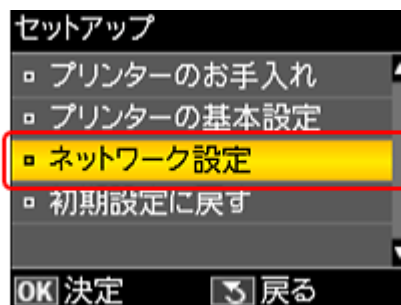 セットアップ
プリンターのお手入れ
プリンターの基本設定
ネットワーク設定
初期設定に戻す
OK 決定 戻る